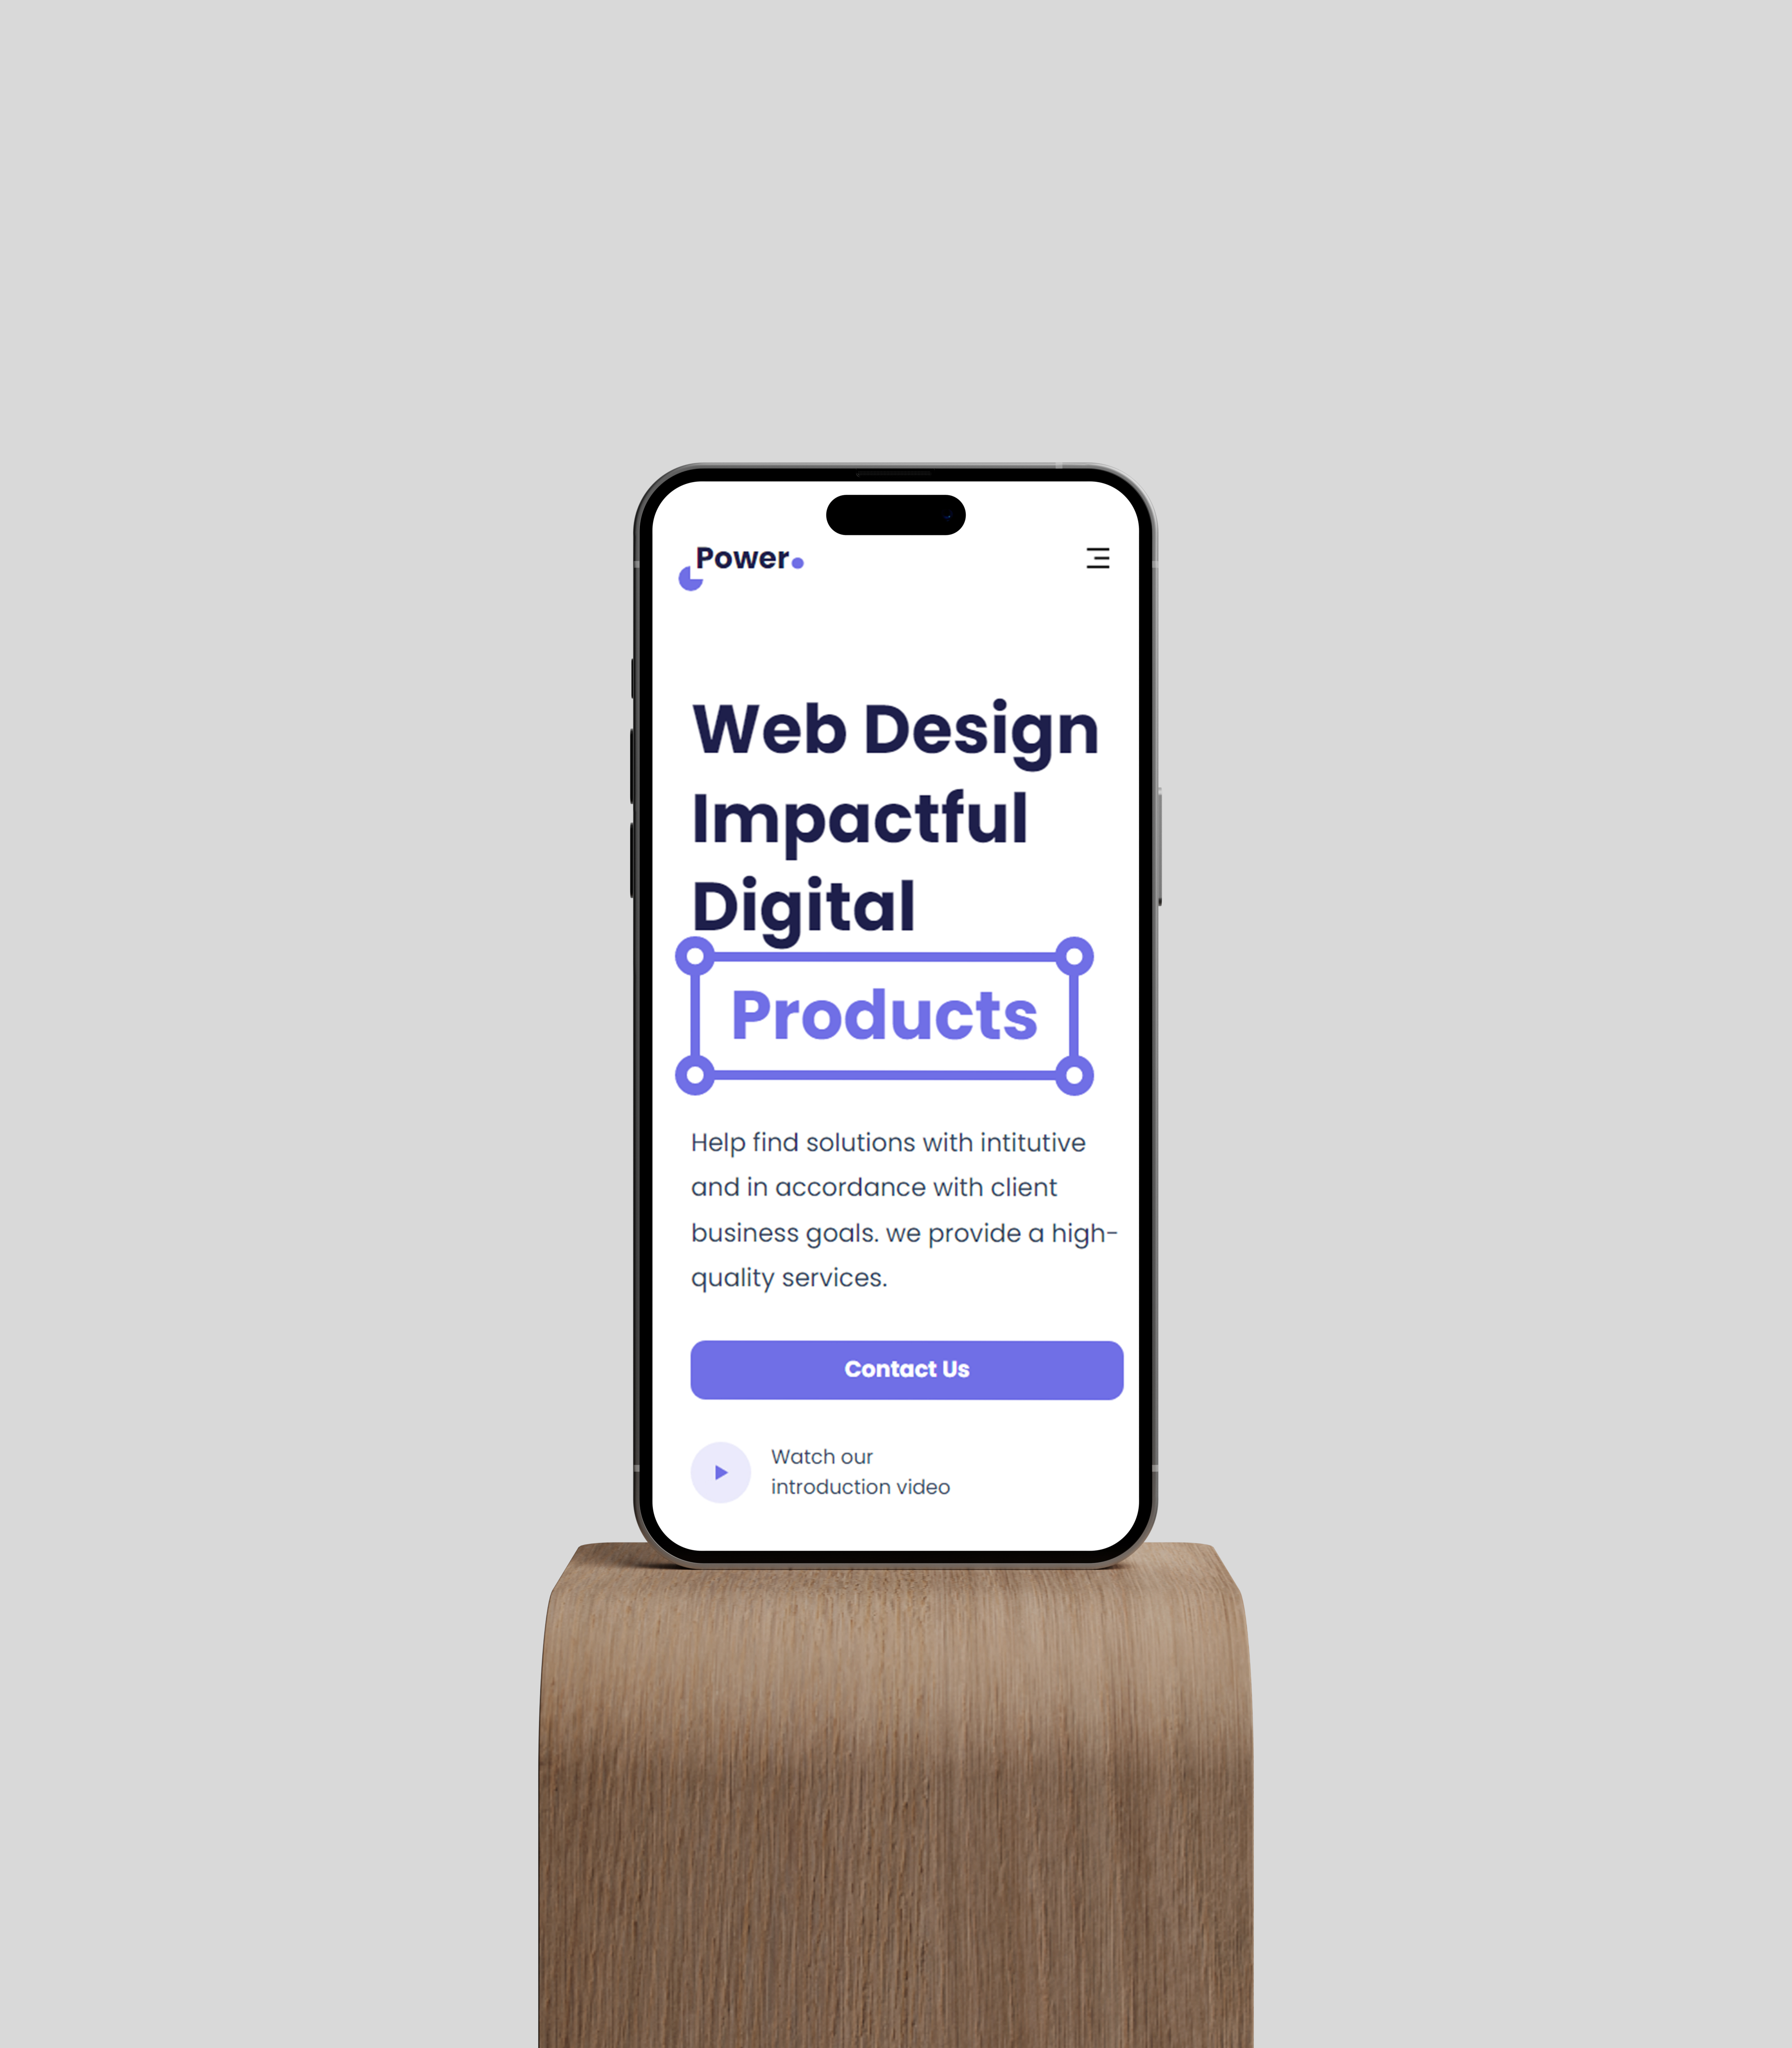 Power.
Web Design
Impactful
Digital
Products
Help find solutions with intitutive
and in accordance with client
business goals. we provide a high-
quality services.
Contact Us
Watch our
introduction video